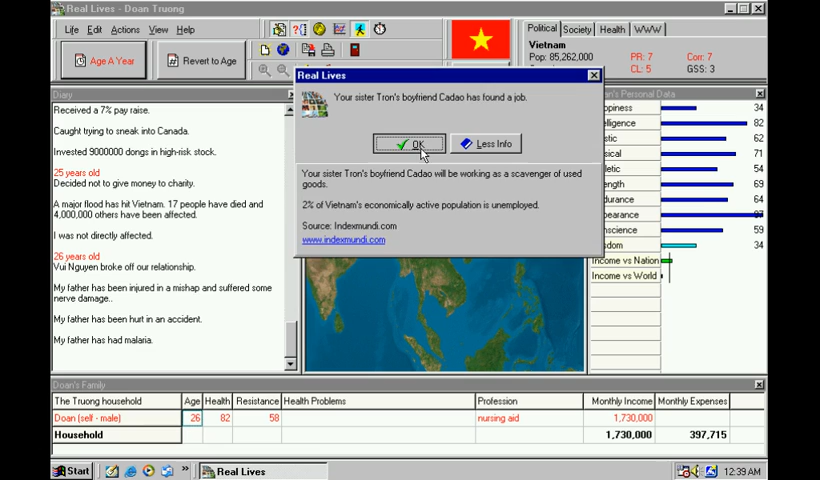 Real Lives - Doan Truong
Life Edit Actions View Help
Age A Year
Revert to Age
Political Society Health WWW
Vietnam
Pop: 85,262,000
PR: 7 Corr: 7
CL: 5 GSS: 3
Diary
Received a 7% pay raise.
Caught trying to sneak into Canada.
Invested 9000000 dongs in high-risk stock.
25 years old
Decided not to give money to charity.
A major flood has hit Vietnam. 17 people have died and
4,000,000 others have been affected.
I was not directly affected.
26 years old
Vui Nguyen broke off our relationship.
My father has been injured in a mishap and suffered some
nerve damage..
My father has been hurt in an accident.
My father has had malaria.
Real Lives
Your sister Tron's boyfriend Cadao has found a job.
OK
Less Info
Your sister Tron's boyfriend Cadao will be working as a scavenger of used
goods.
2% of Vietnam's economically active population is unemployed.
Source: Indexmundi.com
www.indexmundi.com
n's Personal Data
ppiness 34
elligence 82
istic 62
sical 71
letic 54
ength 69
durance 64
pearance 87
nscience 59
sdom 34
Income vs Nation
Income vs World
Doan's Family
The Truong household Age Health Resistance Health Problems Profession Monthly Income Monthly Expenses
Doan (self - male) 26 82 58 nursing aid 1,730,000
Household 1,730,000 397,715
Start
»
Real Lives
12:39 AM